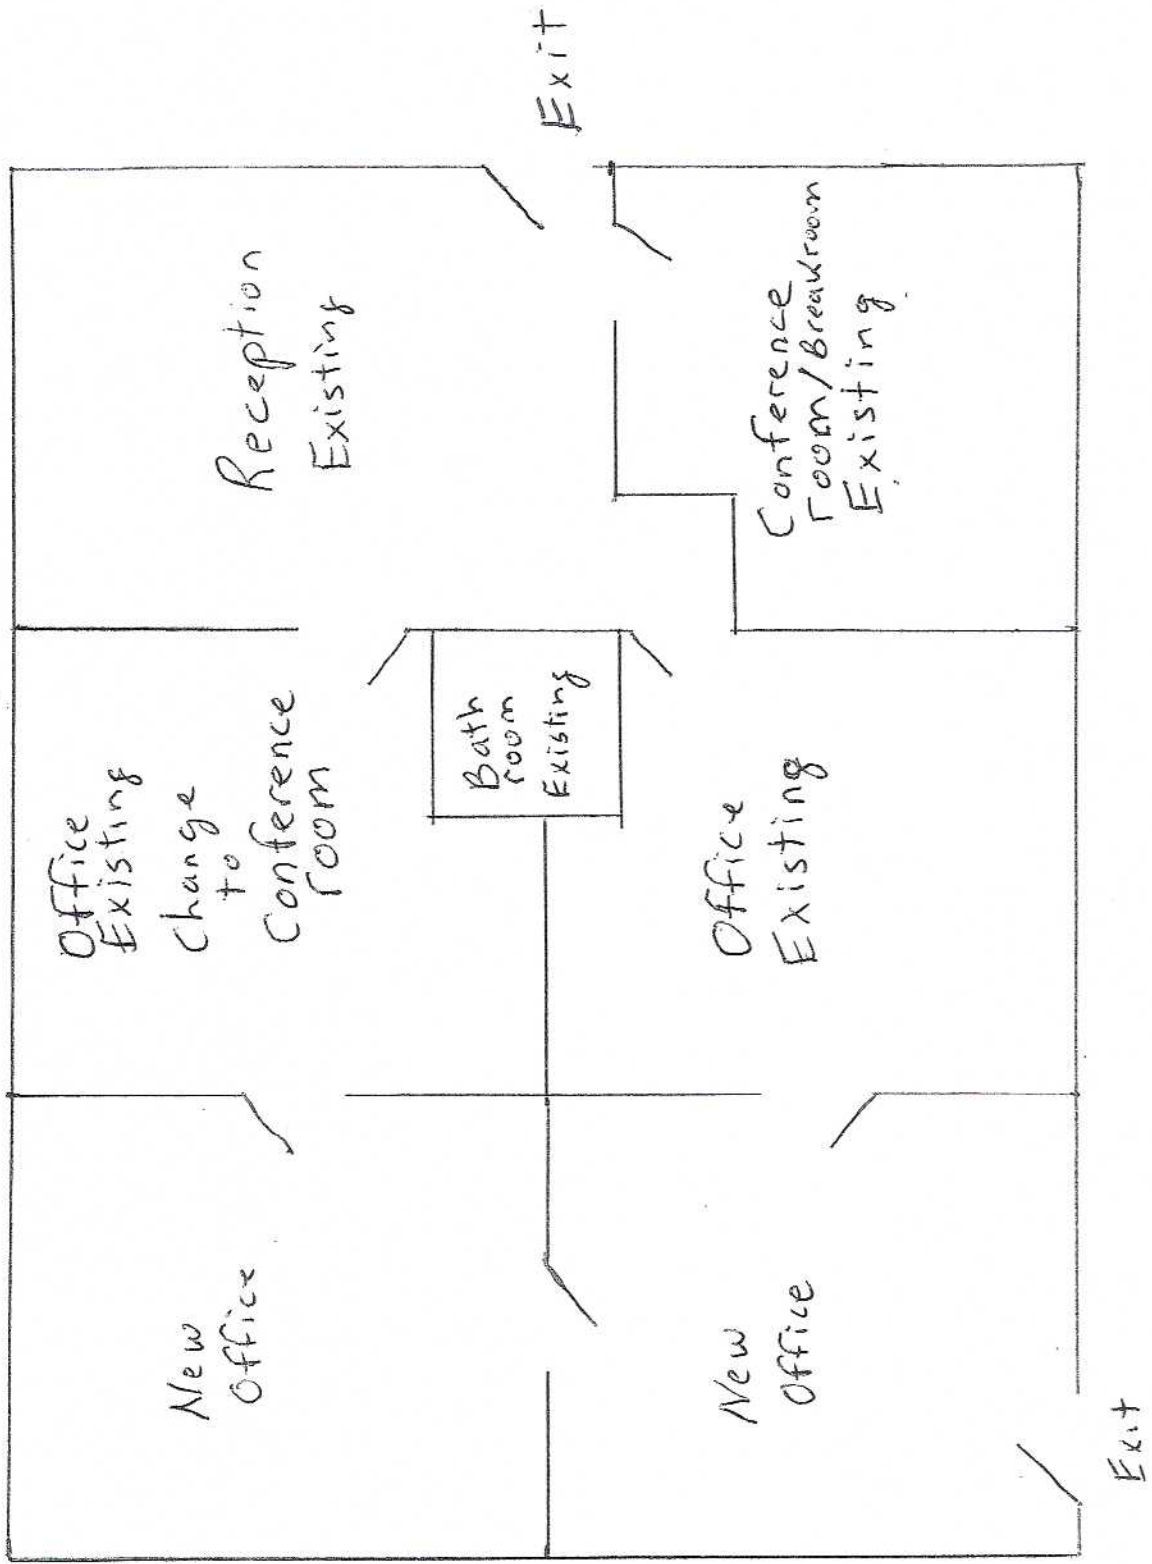 New
Office
Office
Existing
Change
to
Conference
room
Reception
Existing
Bath
room
Existing
Exit
New
Office
Office
Existing
Conference
room/Breakroom
Existing
Exit